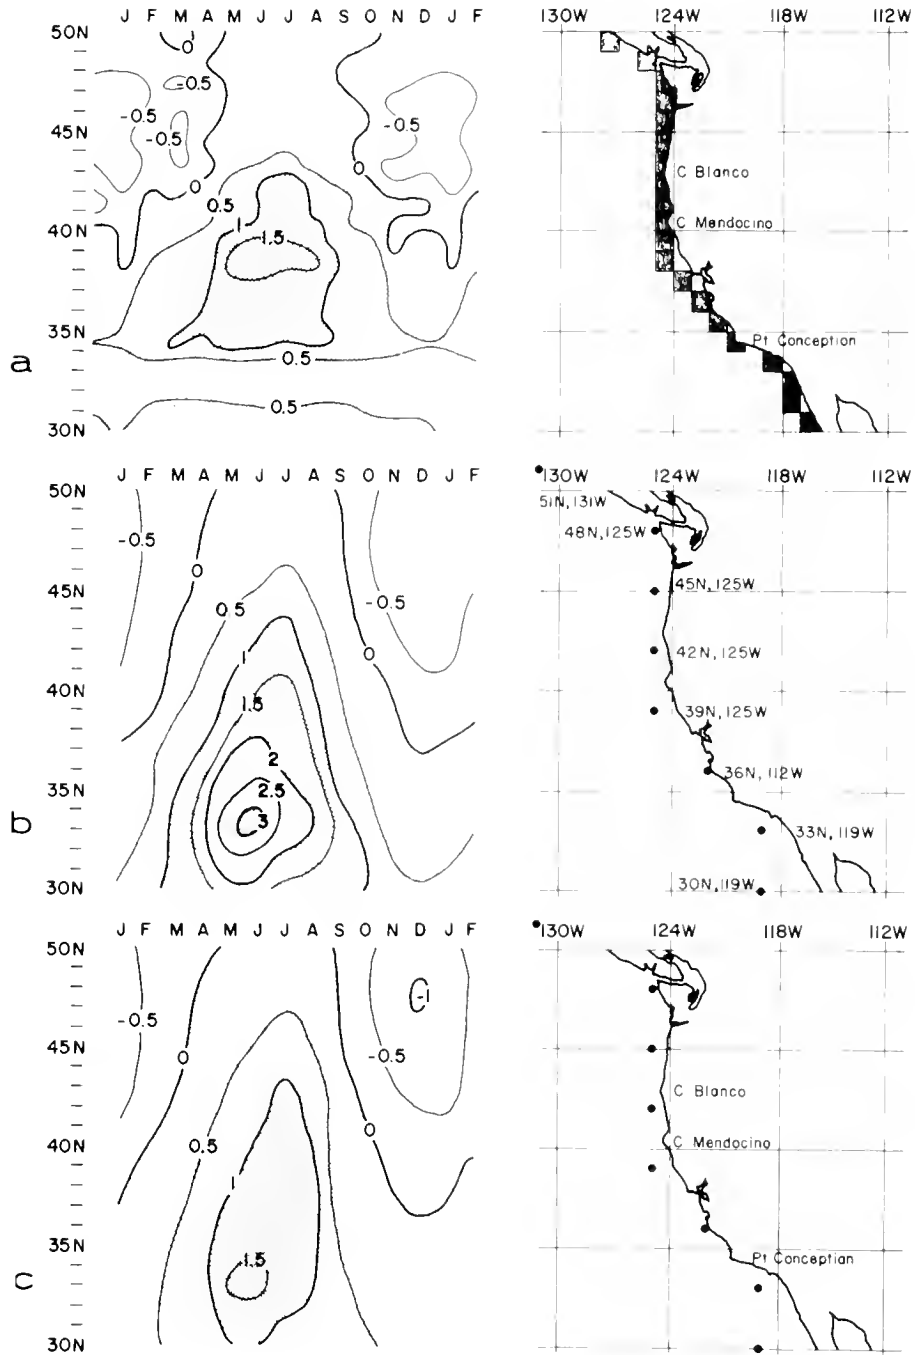 J F M A M J J A S O N D J F
130W 124W 118W 112W
50N
45N
40N
35N
30N
0
-0.5
-0.5
-0.5
-0.5
0
0
0.5
1
1.5
0.5
0.5
C Blanco
C Mendocino
Pt Conception
a
J F M A M J J A S O N D J F
130W 124W 118W 112W
50N
45N
40N
35N
30N
-0.5
0
0.5
-0.5
1
0
1.5
2
2.5
3
51N, 131W
48N, 125W
45N, 125W
42N, 125W
39N, 125W
36N, 112W
33N, 119W
30N, 119W
b
J F M A M J J A S O N D J F
130W 124W 118W 112W
50N
45N
40N
35N
30N
-1
-0.5
0
-0.5
0.5
0
1
1.5
C Blanco
C Mendocino
Pt Conception
c